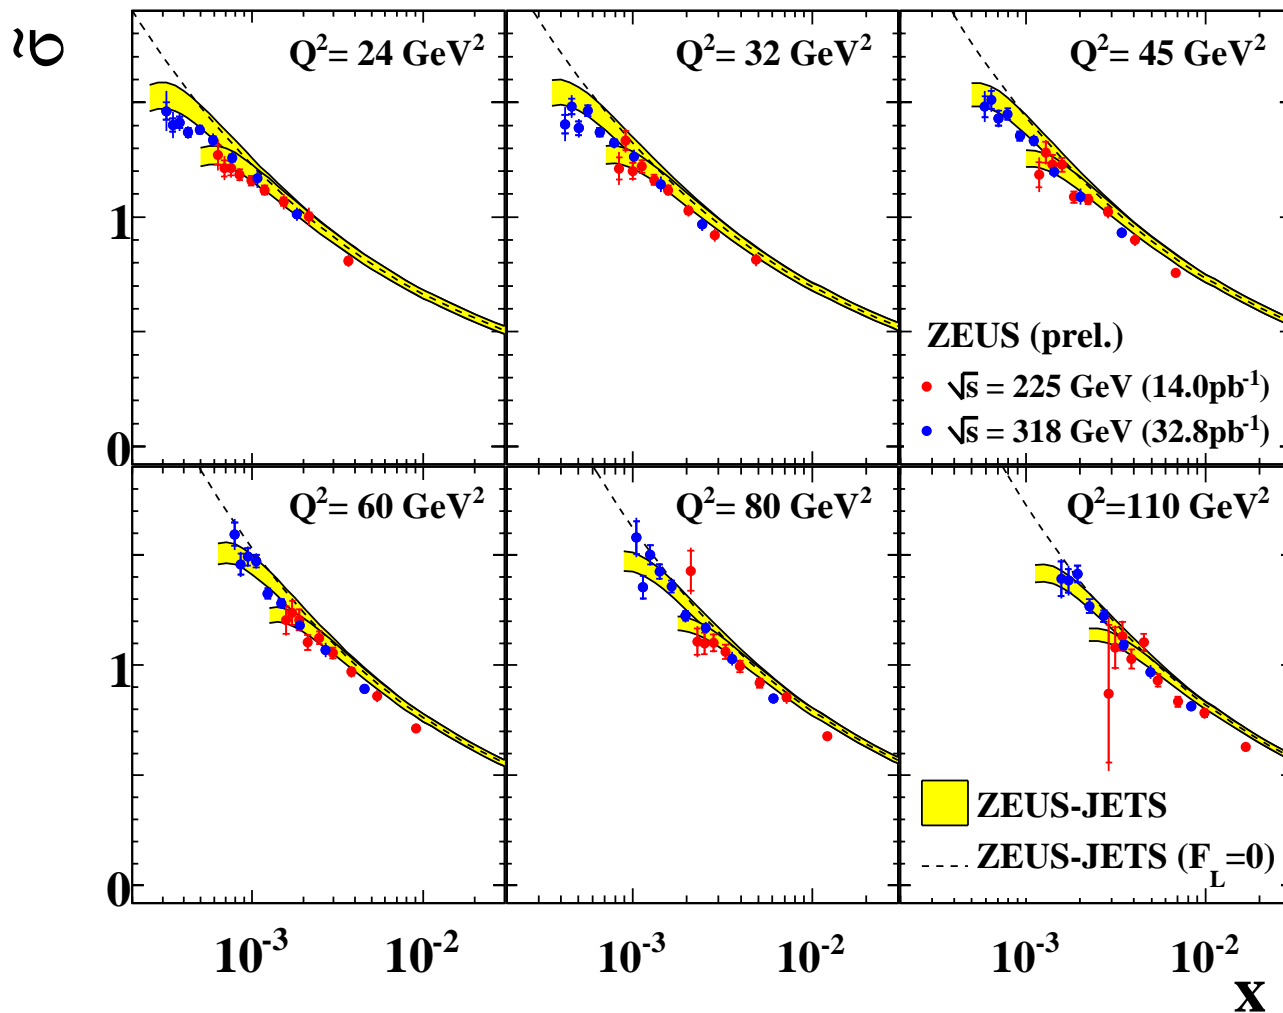 σ̃
Q²= 24 GeV²
Q²= 32 GeV²
Q²= 45 GeV²
1
ZEUS (prel.)
√s = 225 GeV (14.0pb⁻¹)
√s = 318 GeV (32.8pb⁻¹)
0
Q²= 60 GeV²
Q²= 80 GeV²
Q²=110 GeV²
1
ZEUS-JETS
ZEUS-JETS (F_L=0)
0
10⁻³ 10⁻² 10⁻³ 10⁻² 10⁻³ 10⁻²
x